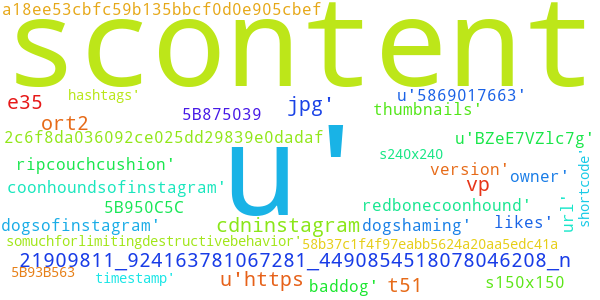 a18ee53cbfc59b135bbcf0d0e905cbef
scontent
e35
hashtags'
5B875039
jpg'
u'5869017663'
thumbnails'
ort2
2c6f8da036092ce025dd29839e0dadaf
u'
u'BZeE7VZlc7g'
ripcouchcushion'
s240x240
version'
owner'
shortcode'
coonhoundsofinstagram'
vp
5B950C5C
redbonecoonhound'
url'
dogsofinstagram'
cdninstagram
dogshaming'
likes'
somuchforlimitingdestructivebehavior'
58b37c1f4f97eabb5624a20aa5edc41a
21909811_924163781067281_4490854518078046208_n
5B93B563
timestamp'
u'https
baddog'
t51
s150x150